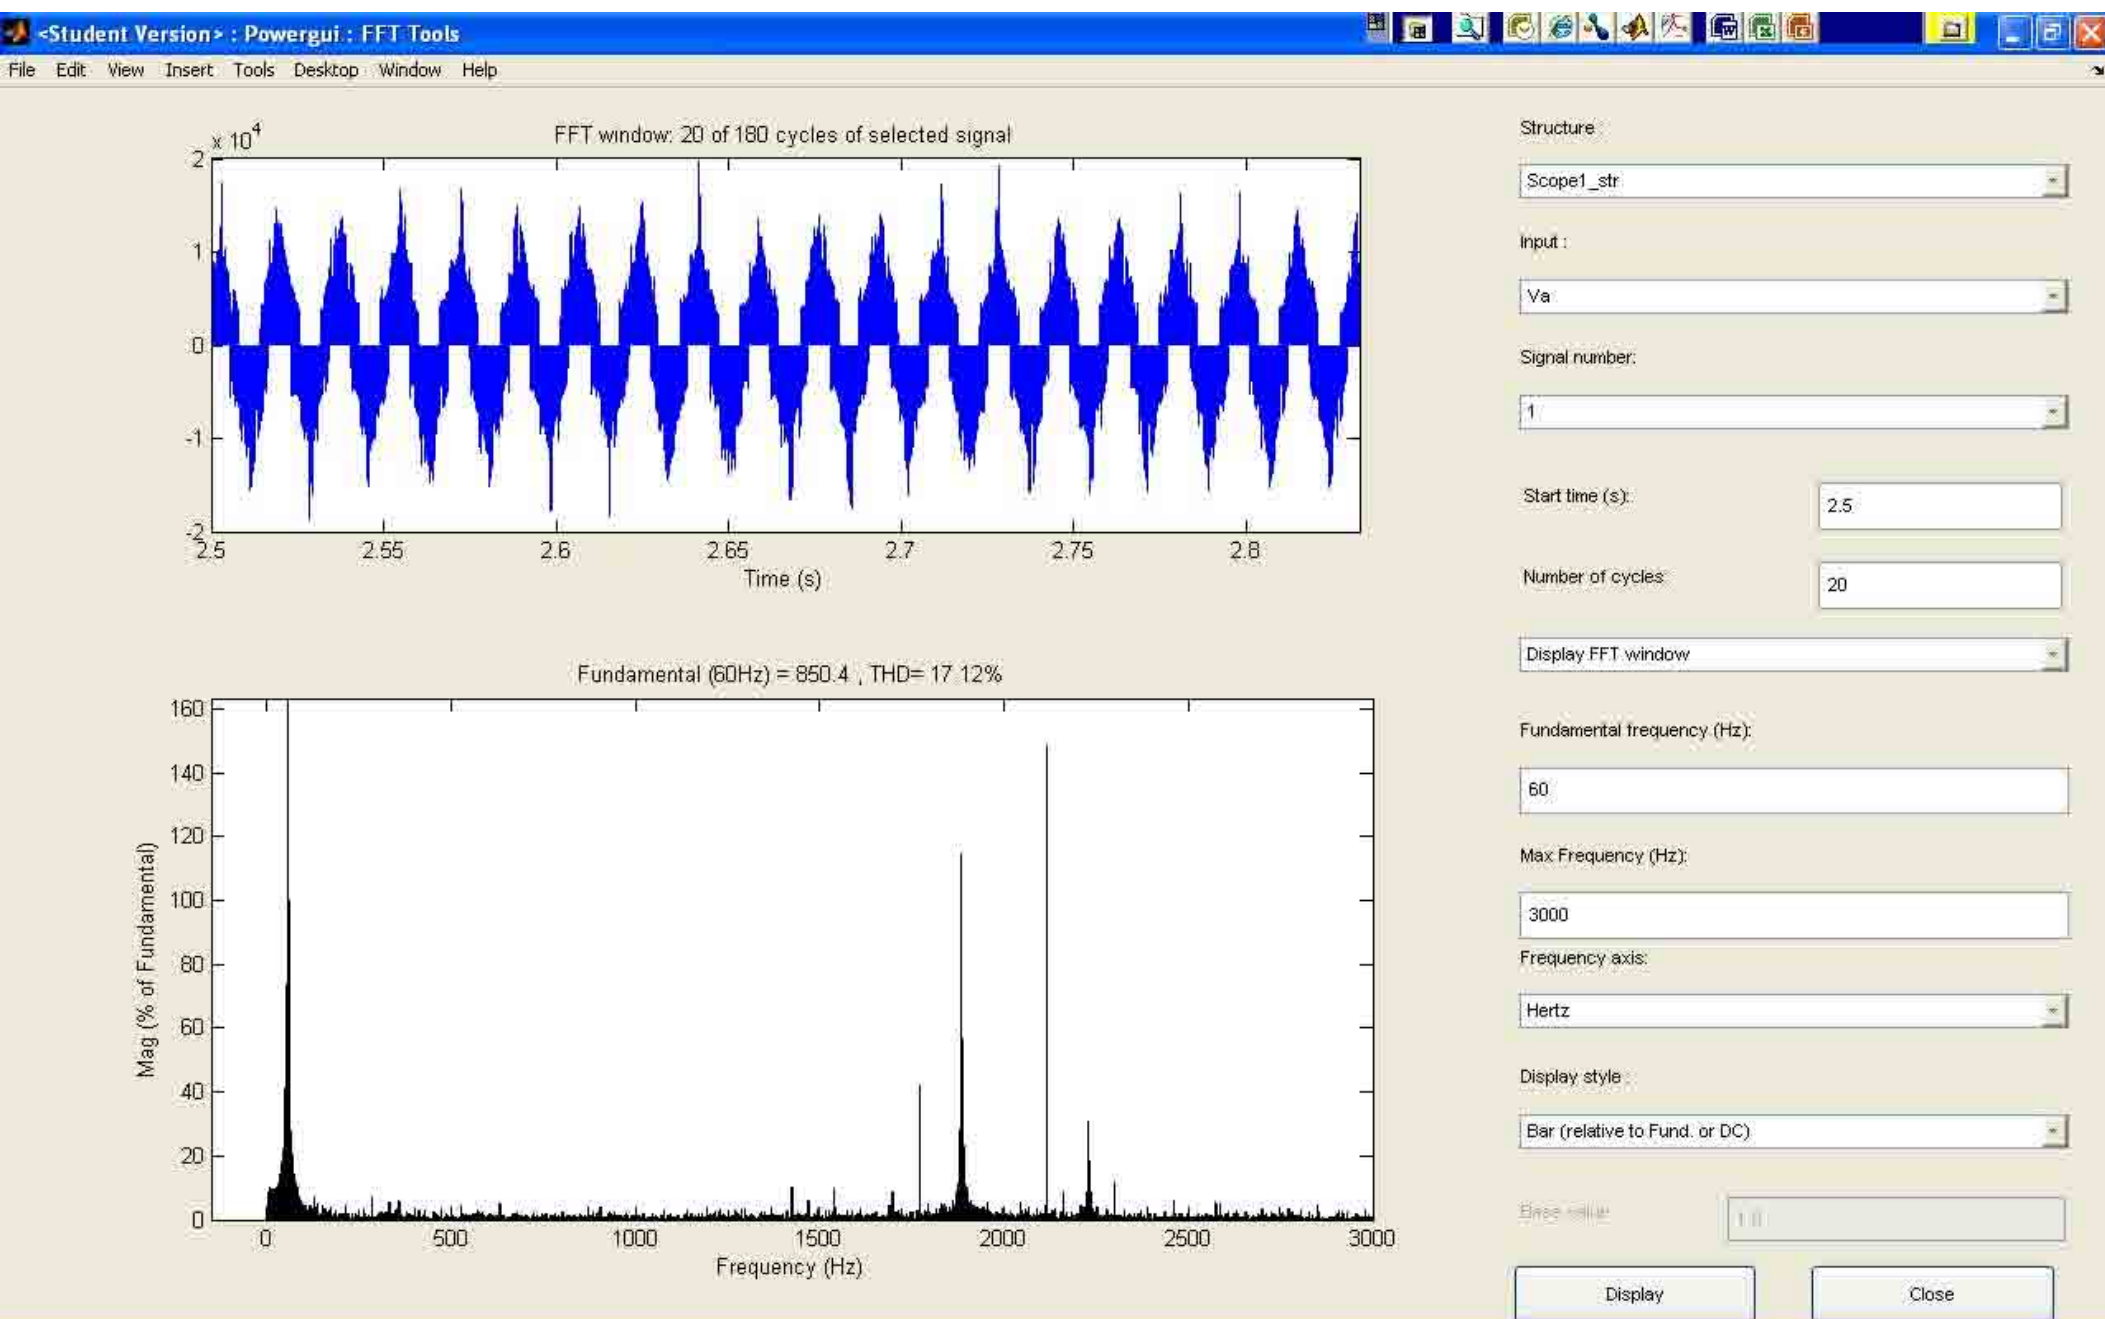 <Student Version> : Powergui : FFT Tools
File Edit View Insert Tools Desktop Window Help
x 10^4
FFT window: 20 of 180 cycles of selected signal
2
1
0
-1
-2
2.5 2.55 2.6 2.65 2.7 2.75 2.8
Time (s)
Fundamental (60Hz) = 850.4 , THD= 17.12%
160
140
120
100
80
60
40
20
0
Mag (% of Fundamental)
0 500 1000 1500 2000 2500 3000
Frequency (Hz)
Structure :
Scope1_str
Input :
Va
Signal number:
1
Start time (s): 2.5
Number of cycles: 20
Display FFT window
Fundamental frequency (Hz):
60
Max Frequency (Hz):
3000
Frequency axis:
Hertz
Display style :
Bar (relative to Fund. or DC)
Base value 1.0
Display Close